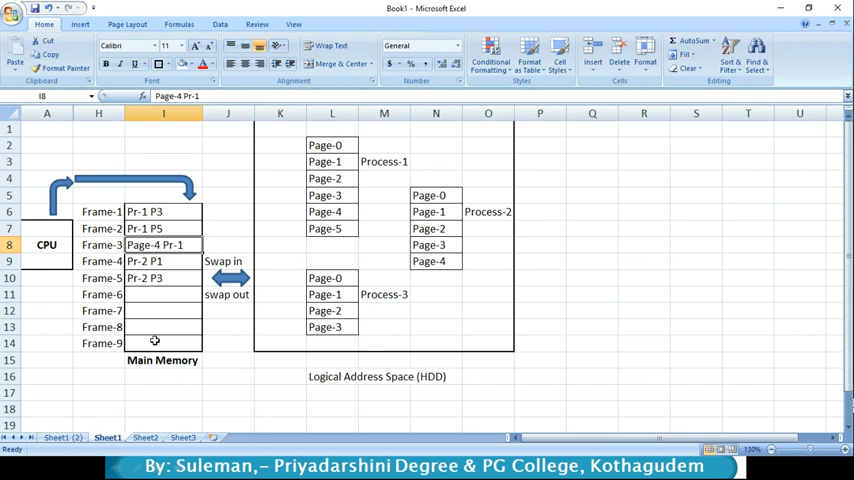 Book1 - Microsoft Excel
Home Insert Page Layout Formulas Data Review View
Cut Calibri 11 Wrap Text General AutoSum
Copy Fill
Paste Format Painter Merge & Center Conditional Formatting Format as Table Cell Styles Insert Delete Format Clear Sort & Filter Find & Select
Clipboard Font Alignment Number Styles Cells Editing
I8 fx Page-4 Pr-1
A H I J K L M N O P Q R S T U
1
2 Page-0
3 Page-1 Process-1
4 Page-2
5 Page-3 Page-0
6 Frame-1 Pr-1 P3 Page-4 Page-1 Process-2
7 Frame-2 Pr-1 P5 Page-5 Page-2
8 CPU Frame-3 Page-4 Pr-1 Page-3
9 Frame-4 Pr-2 P1 Swap in Page-4
10 Frame-5 Pr-2 P3 Page-0
11 Frame-6 swap out Page-1 Process-3
12 Frame-7 Page-2
13 Frame-8 Page-3
14 Frame-9
15 Main Memory
16 Logical Address Space (HDD)
17
18
19
Sheet1 (2) Sheet1 Sheet2 Sheet3
Ready 130%
By: Suleman,- Priyadarshini Degree & PG College, Kothagudem